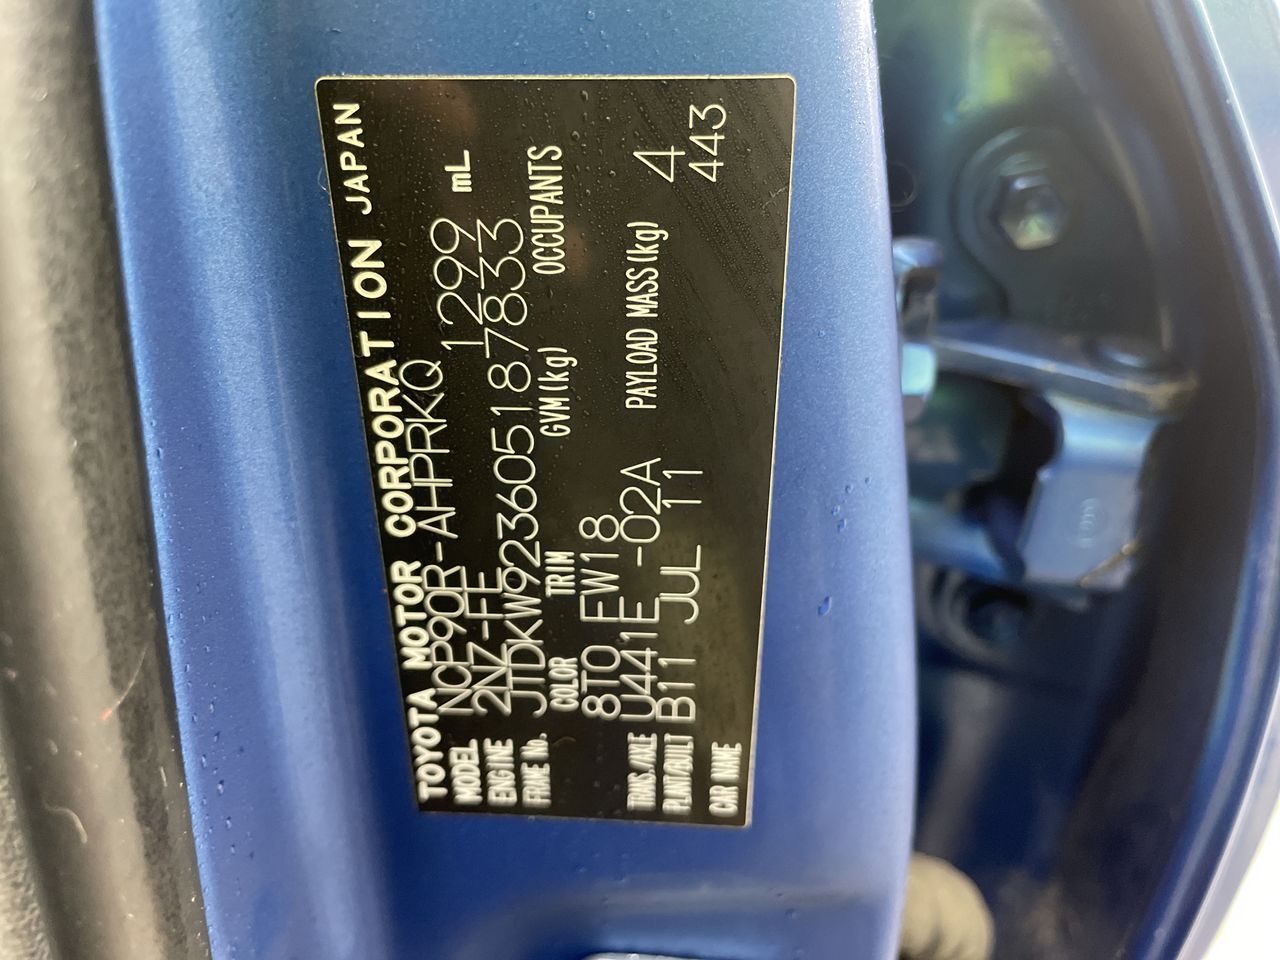 TOYOTA MOTOR CORPORATION JAPAN
MODEL NCP90R-AHPRKQ
ENGINE 2NZ-FE 1299 mL
FRAME No. JTDKW923605187833
COLOR TRIM GVM(kg) OCCUPANTS
8T0 FW18 4
TRANS./AXLE U441E -02A PAYLOAD MASS(kg) 443
PLANT/BUILT B11 JUL 11
CAR NAME
6